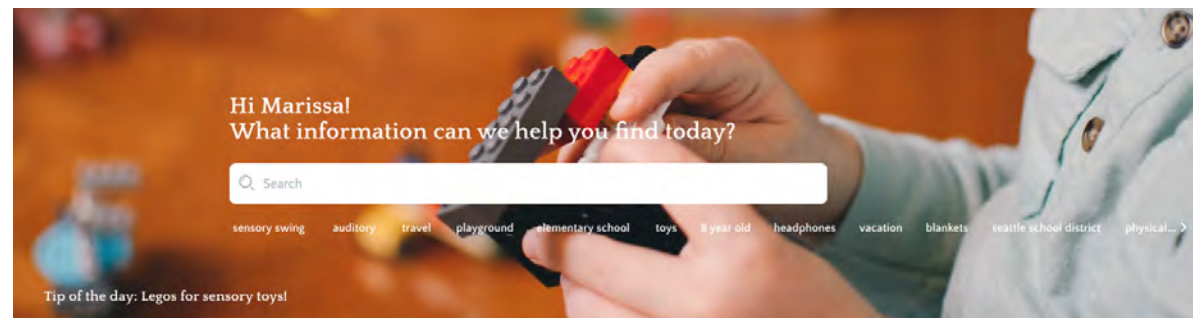 Hi Marissa!
What information can we help you find today?
Search
sensory swing auditory travel playground elementary school toys 8 year old headphones vacation blankets seattle school district physical...
Tip of the day: Legos for sensory toys!